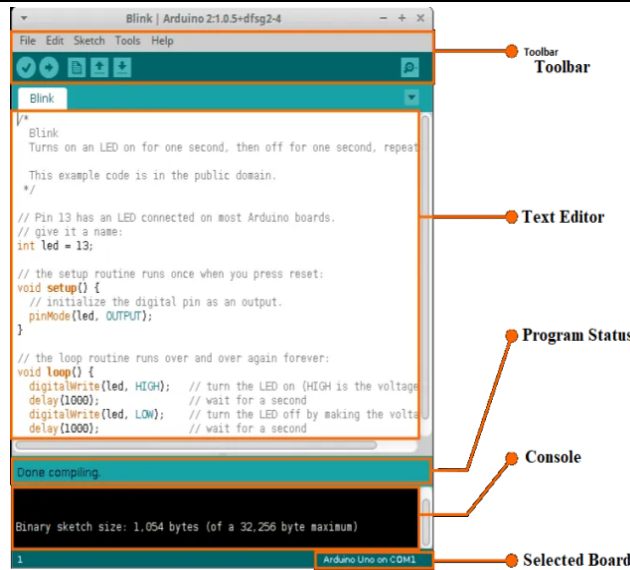 Blink | Arduino 2:1.0.5+dfsg2-4
File Edit Sketch Tools Help
Toolbar
Toolbar
Blink
/*
Blink
Turns on an LED on for one second, then off for one second, repeat
This example code is in the public domain.
*/
// Pin 13 has an LED connected on most Arduino boards.
// give it a name:
int led = 13;
Text Editor
// the setup routine runs once when you press reset:
void setup() {
// initialize the digital pin as an output.
pinMode(led, OUTPUT);
}
Program Status
// the loop routine runs over and over again forever:
void loop() {
digitalWrite(led, HIGH); // turn the LED on (HIGH is the voltage
delay(1000); // wait for a second
digitalWrite(led, LOW); // turn the LED off by making the volta
delay(1000); // wait for a second
Console
Done compiling.
Binary sketch size: 1,054 bytes (of a 32,256 byte maximum)
1
Arduino Uno on COM1
Selected Board